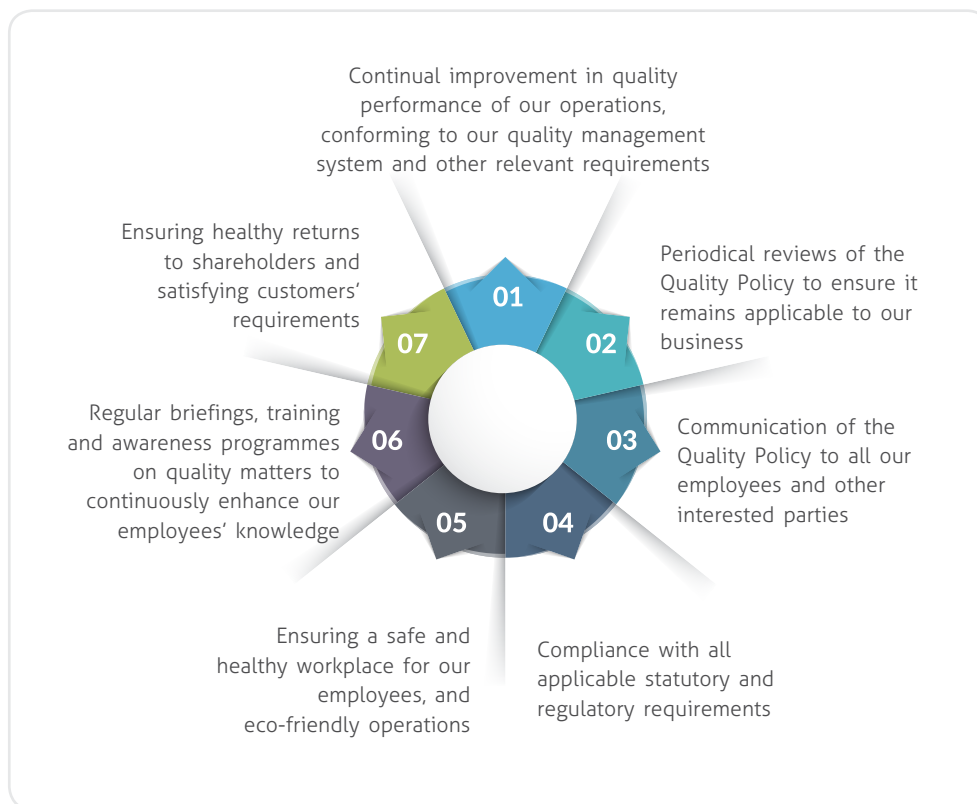 01
Continual improvement in quality
performance of our operations,
conforming to our quality management
system and other relevant requirements
02
Periodical reviews of the
Quality Policy to ensure it
remains applicable to our
business
03
Communication of the
Quality Policy to all our
employees and other
interested parties
04
Compliance with all
applicable statutory and
regulatory requirements
05
Ensuring a safe and
healthy workplace for our
employees, and
eco-friendly operations
06
Regular briefings, training
and awareness programmes
on quality matters to
continuously enhance our
employees‘ knowledge
07
Ensuring healthy returns
to shareholders and
satisfying customers‘
requirements